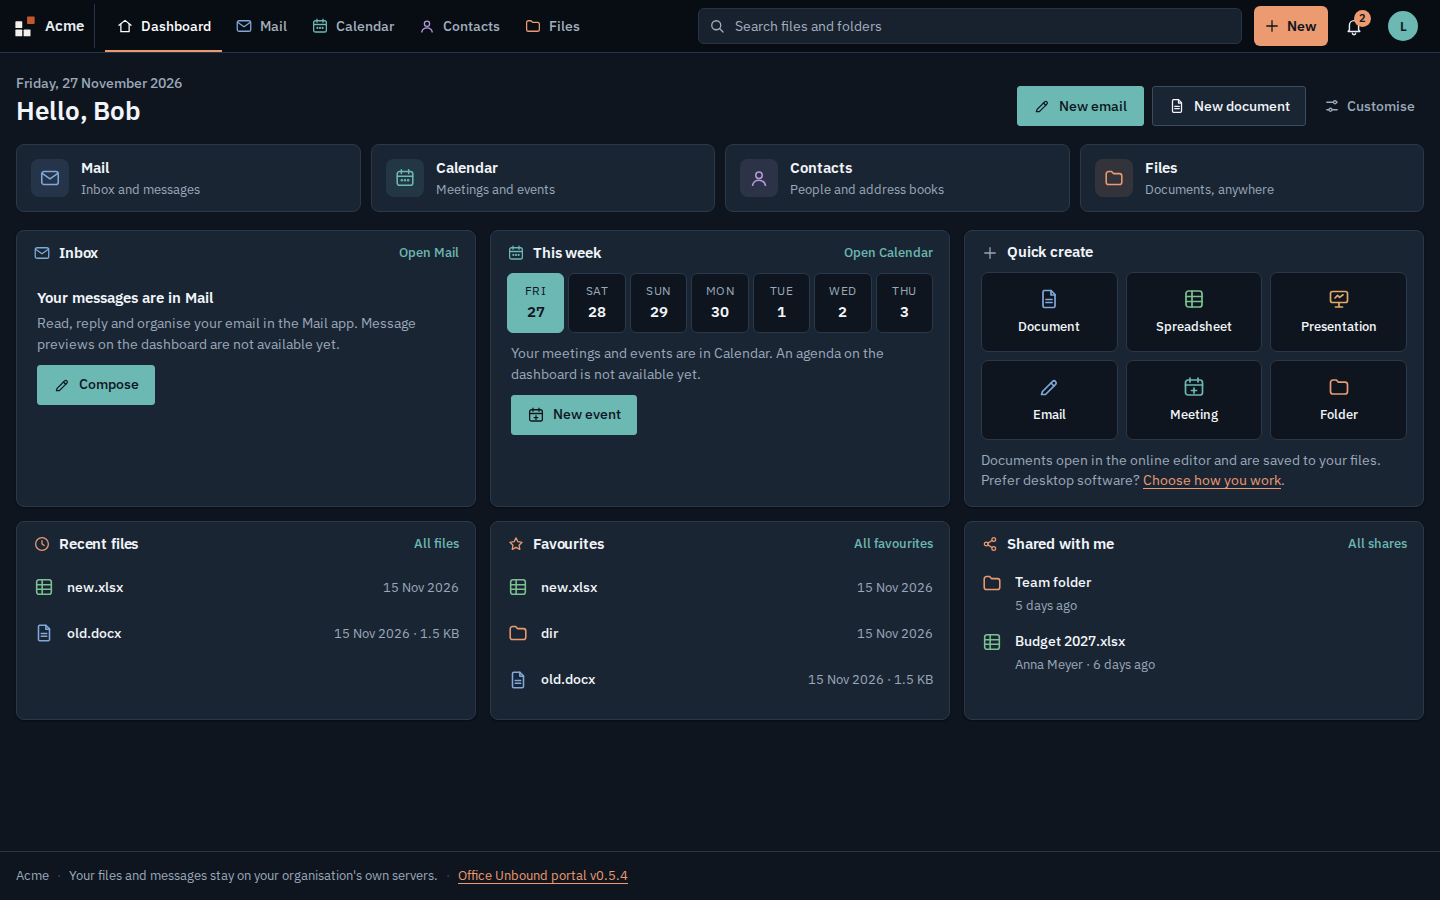 Acme
Dashboard
Mail
Calendar
Contacts
Files
Search files and folders
New
2
L
Friday, 27 November 2026
Hello, Bob
New email
New document
Customise
Mail
Inbox and messages
Calendar
Meetings and events
Contacts
People and address books
Files
Documents, anywhere
Inbox
Open Mail
Your messages are in Mail
Read, reply and organise your email in the Mail app. Message
previews on the dashboard are not available yet.
Compose
This week
Open Calendar
FRI
27
SAT
28
SUN
29
MON
30
TUE
1
WED
2
THU
3
Your meetings and events are in Calendar. An agenda on the
dashboard is not available yet.
New event
Quick create
Document
Spreadsheet
Presentation
Email
Meeting
Folder
Documents open in the online editor and are saved to your files.
Prefer desktop software? Choose how you work.
Recent files
All files
new.xlsx
15 Nov 2026
old.docx
15 Nov 2026 · 1.5 KB
Favourites
All favourites
new.xlsx
15 Nov 2026
dir
15 Nov 2026
old.docx
15 Nov 2026 · 1.5 KB
Shared with me
All shares
Team folder
5 days ago
Budget 2027.xlsx
Anna Meyer · 6 days ago
Acme · Your files and messages stay on your organisation's own servers. · Office Unbound portal v0.5.4